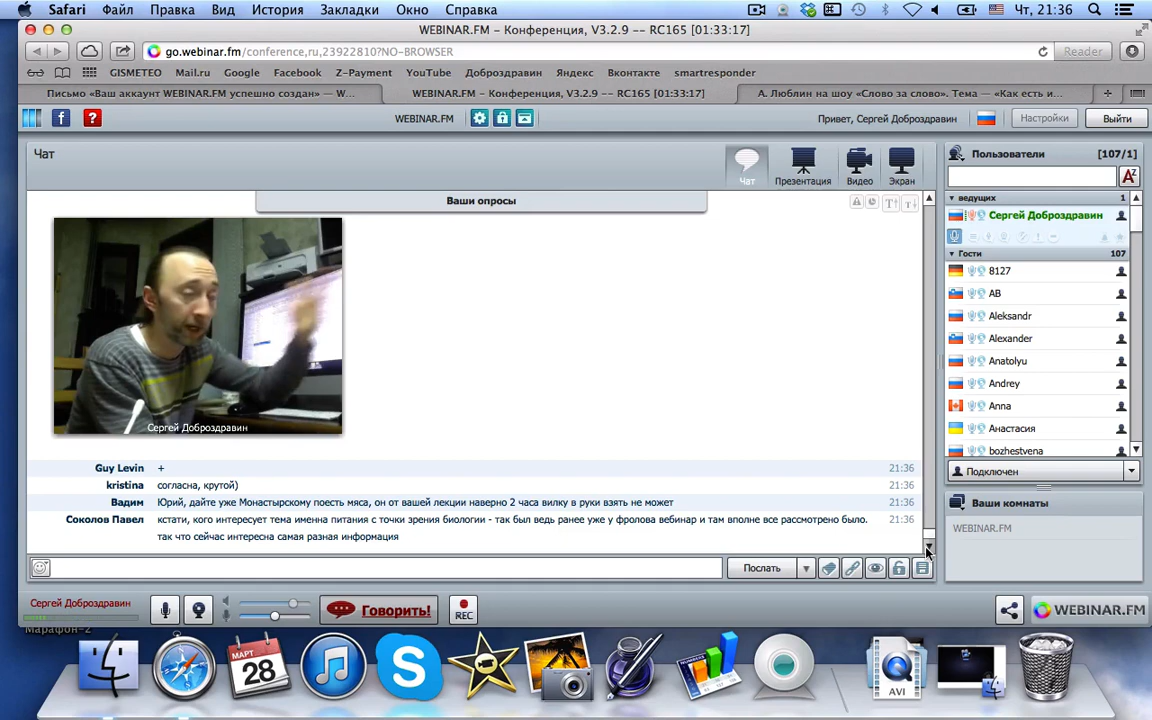 Safari Файл Правка Вид История Закладки Окно Справка Чт, 21:36
WEBINAR.FM – Конференция, V3.2.9 –– RC165 [01:33:17]
go.webinar.fm/conference,ru,23922810?NO-BROWSER Reader
GISMETEO Mail.ru Google Facebook Z-Payment YouTube Доброздравин Яндекс Вконтакте smartresponder
Письмо «Ваш аккаунт WEBINAR.FM успешно создан» — W... WEBINAR.FM – Конференция, V3.2.9 –– RC165 [01:33:17] А. Люблин на шоу «Слово за слово». Тема — «Как есть и...
f ? WEBINAR.FM Привет, Сергей Доброздравин Настройки Выйти
Чат
Чат Презентация Видео Экран
Ваши опросы
Сергей Доброздравин
Guy Levin + 21:36
kristina согласна, крутой) 21:36
Вадим Юрий, дайте уже Монастырскому поесть мяса, он от вашей лекции наверно 2 часа вилку в руки взять не может 21:36
Соколов Павел кстати, кого интересует тема именна питания с точки зрения биологии - так был ведь ранее уже у фролова вебинар и там вполне все рассмотрено было. 21:36
так что сейчас интересна самая разная информация
Послать
Пользователи [107/1]
AZ
ведущих 1
Сергей Доброздравин
Гости 107
8127
AB
Aleksandr
Alexander
Anatolyu
Andrey
Anna
Анастасия
bozhestvena
Подключен
Ваши комнаты
WEBINAR.FM
Сергей Доброздравин Говорить! REC WEBINAR.FM
Марафон-2
МАРТ
28
NUMBERS
AVI